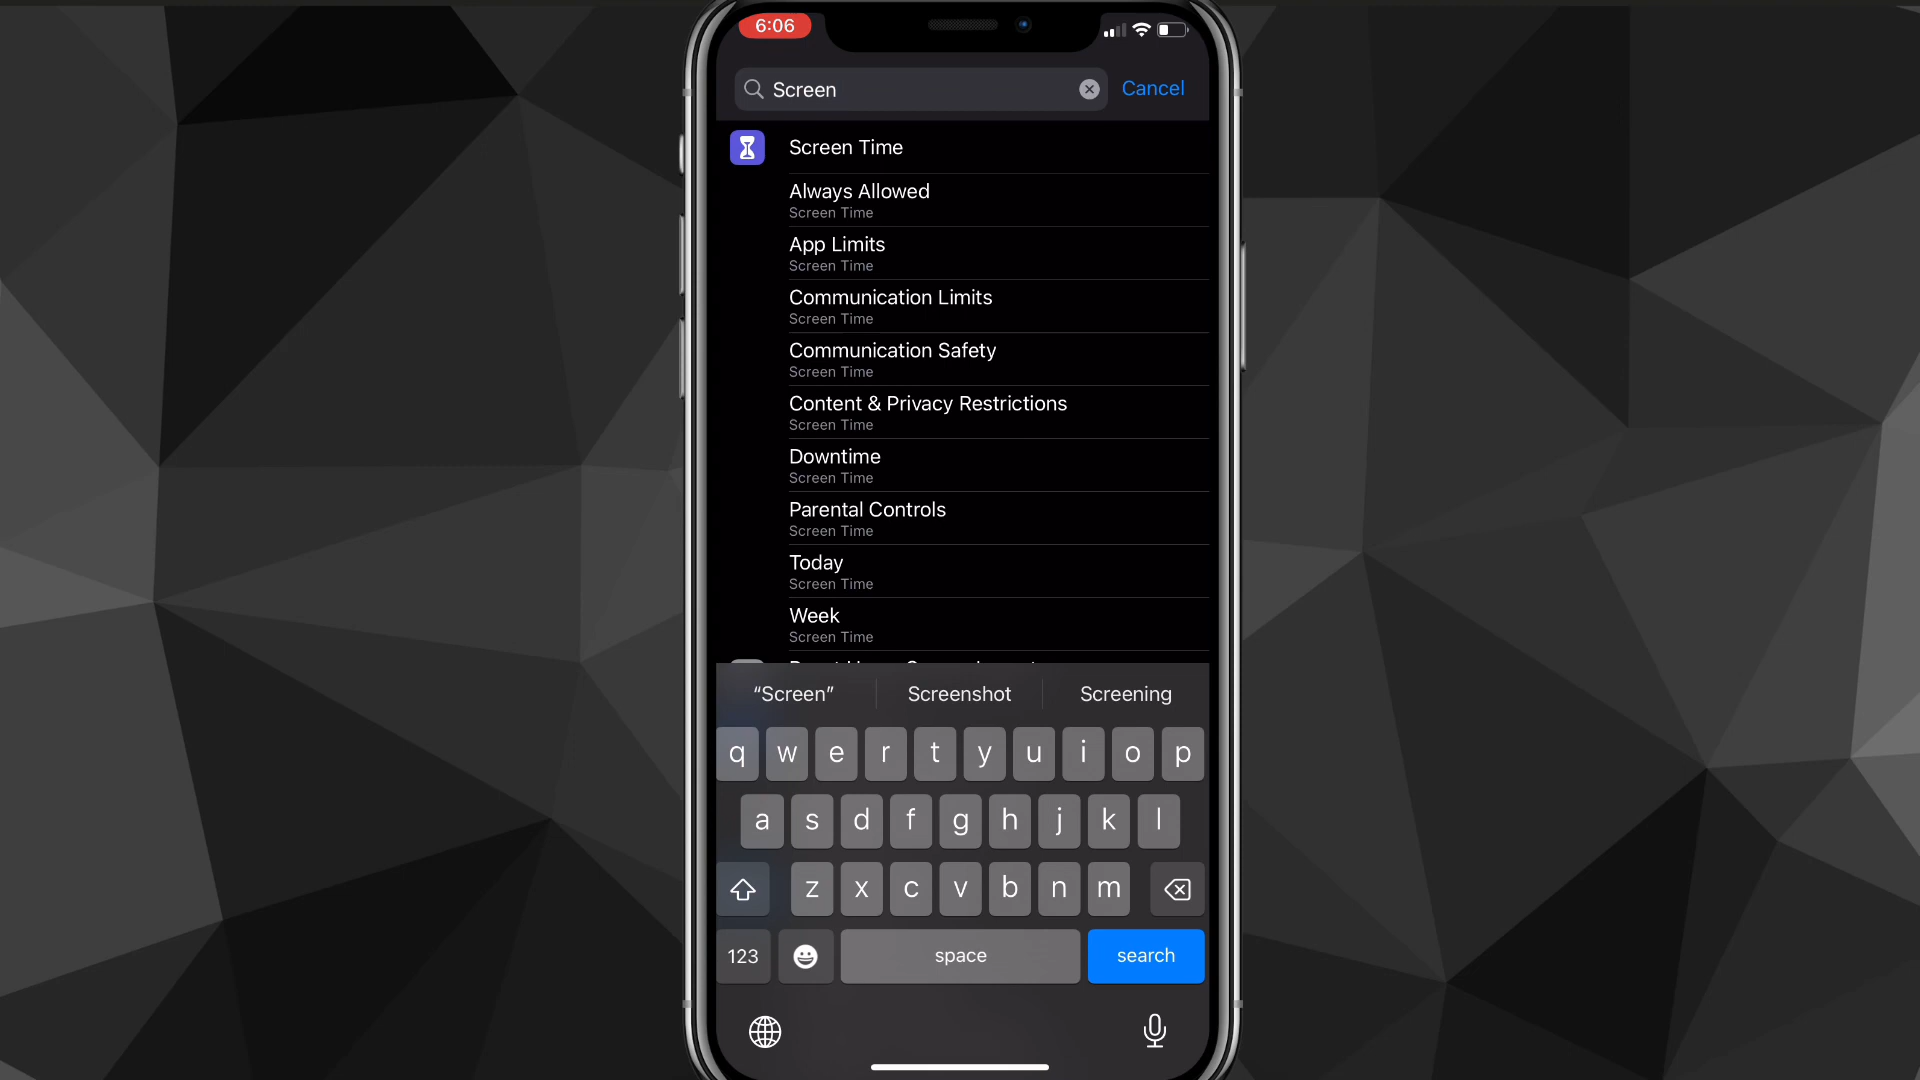 6:06
Screen
Cancel
Screen Time
Always Allowed
Screen Time
App Limits
Screen Time
Communication Limits
Screen Time
Communication Safety
Screen Time
Content & Privacy Restrictions
Screen Time
Downtime
Screen Time
Parental Controls
Screen Time
Today
Screen Time
Week
Screen Time
“Screen” Screenshot Screening
q w e r t y u i o p
a s d f g h j k l
z x c v b n m
123 space search